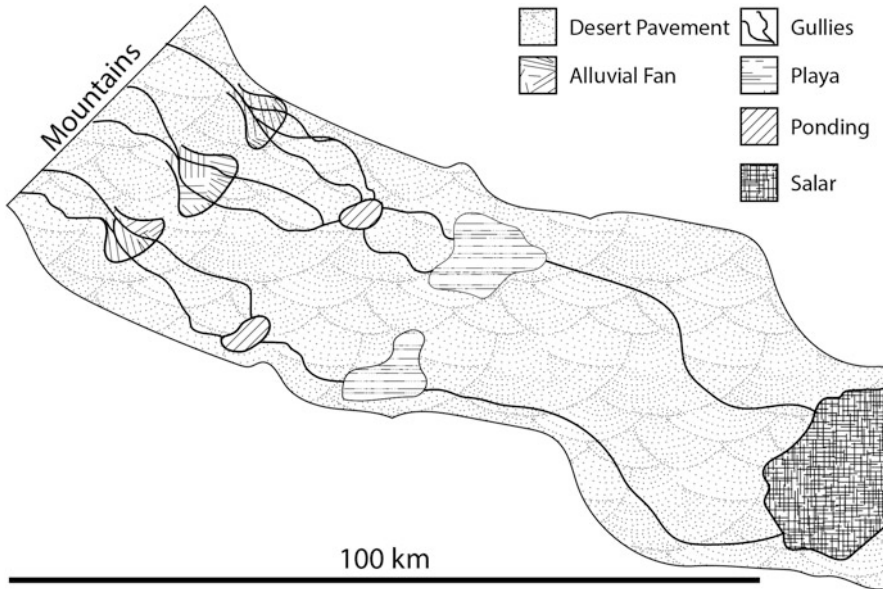 Mountains
Desert Pavement
Gullies
Alluvial Fan
Playa
Ponding
Salar
100 km